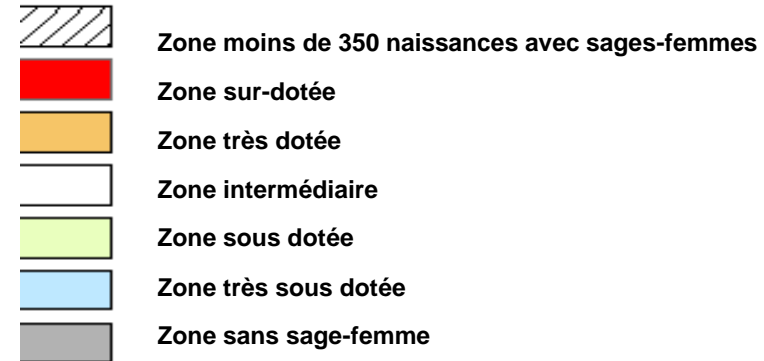 Zone moins de 350 naissances avec sages-femmes
Zone sur-dotée
Zone très dotée
Zone intermédiaire
Zone sous dotée
Zone très sous dotée
Zone sans sage-femme